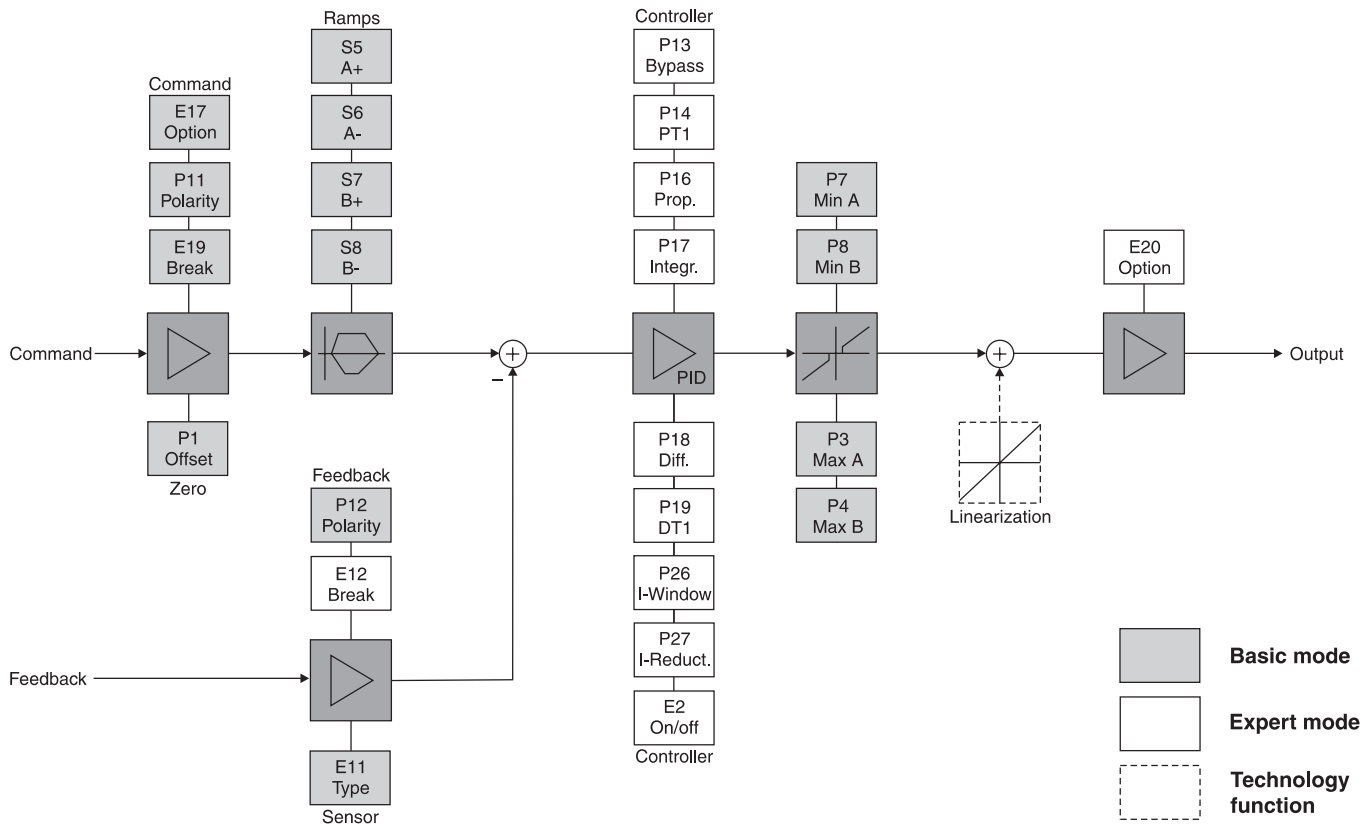 Ramps
S5
A+
S6
A-
S7
B+
S8
B-
Command
E17
Option
P11
Polarity
E19
Break
Command
P1
Offset
Zero
Controller
P13
Bypass
P14
PT1
P16
Prop.
P17
Integr.
PID
P18
Diff.
P19
DT1
P26
I-Window
P27
I-Reduct.
E2
On/off
Controller
P7
Min A
P8
Min B
P3
Max A
P4
Max B
+
–
+
Linearization
E20
Option
Output
Feedback
P12
Polarity
E12
Break
Feedback
E11
Type
Sensor
Basic mode
Expert mode
Technology
function